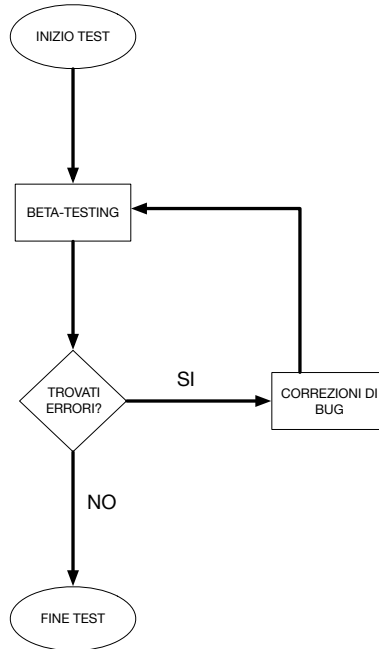 INIZIO TEST
BETA-TESTING
TROVATI
ERRORI?
SI
CORREZIONI DI
BUG
NO
FINE TEST